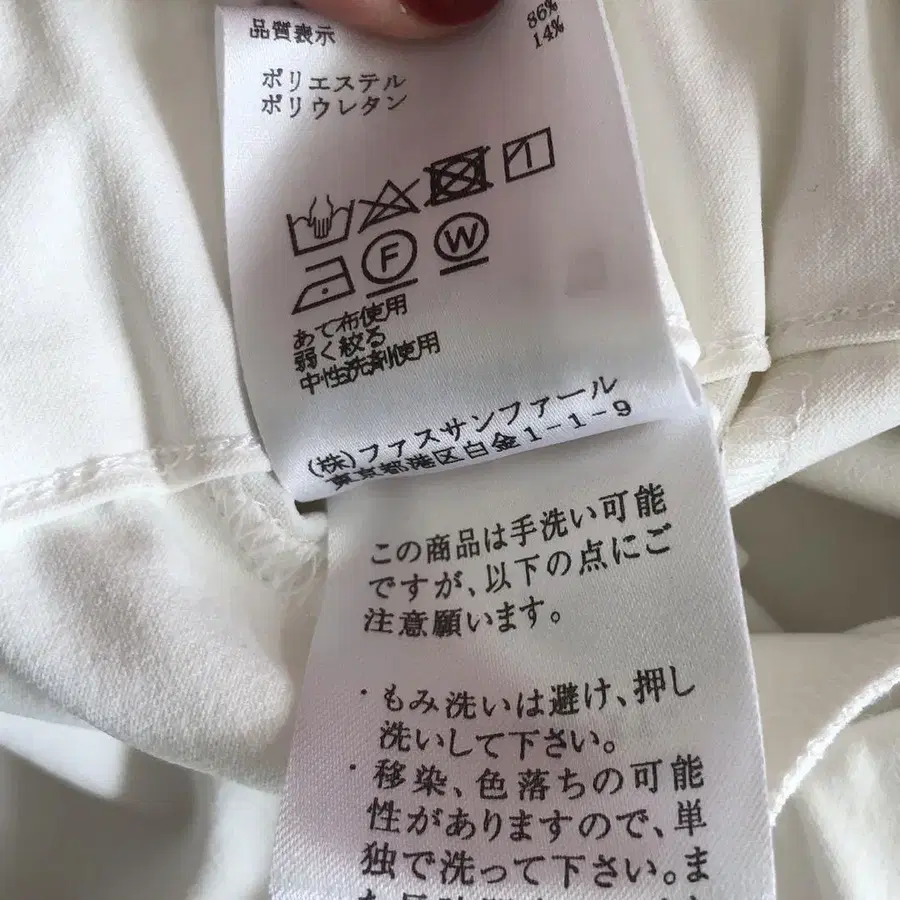 品質表示
86%
14%
ポリエステル
ポリウレタン
F W
あて布使用
弱く絞る
中性洗剤使用
(株)ファスサンファール
東京都港区白金1-1-9
この商品は手洗い可能
ですが、以下の点にご
注意願います。
・もみ洗いは避け、押し
洗いして下さい。
・移染、色落ちの可能
性がありますので、単
独で洗って下さい。ま